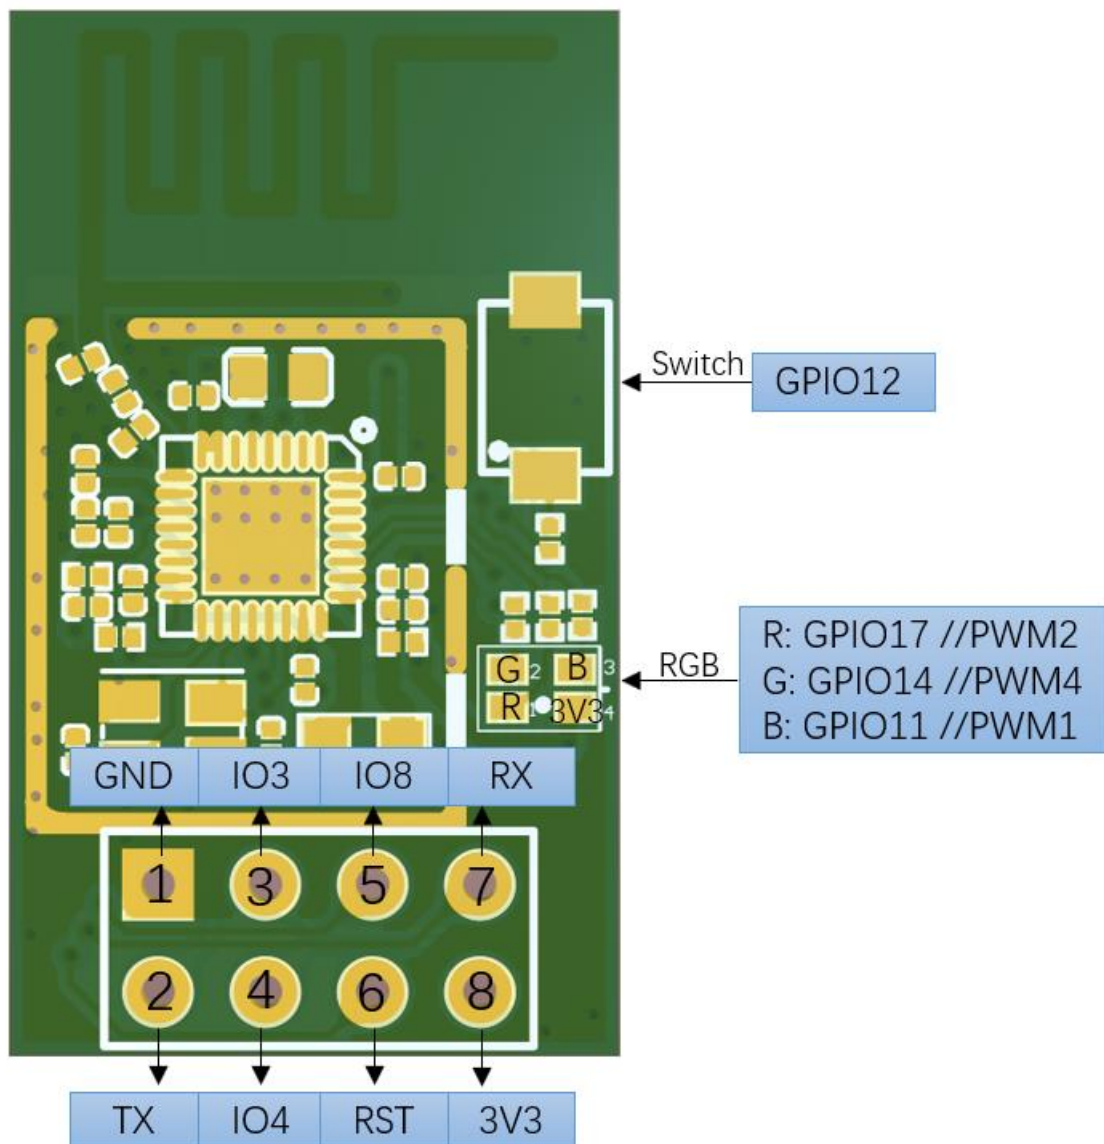 Switch
GPIO12
G 2 B 3
R 1 3V3 4
RGB
R: GPIO17 //PWM2
G: GPIO14 //PWM4
B: GPIO11 //PWM1
GND IO3 IO8 RX
1 3 5 7
2 4 6 8
TX IO4 RST 3V3